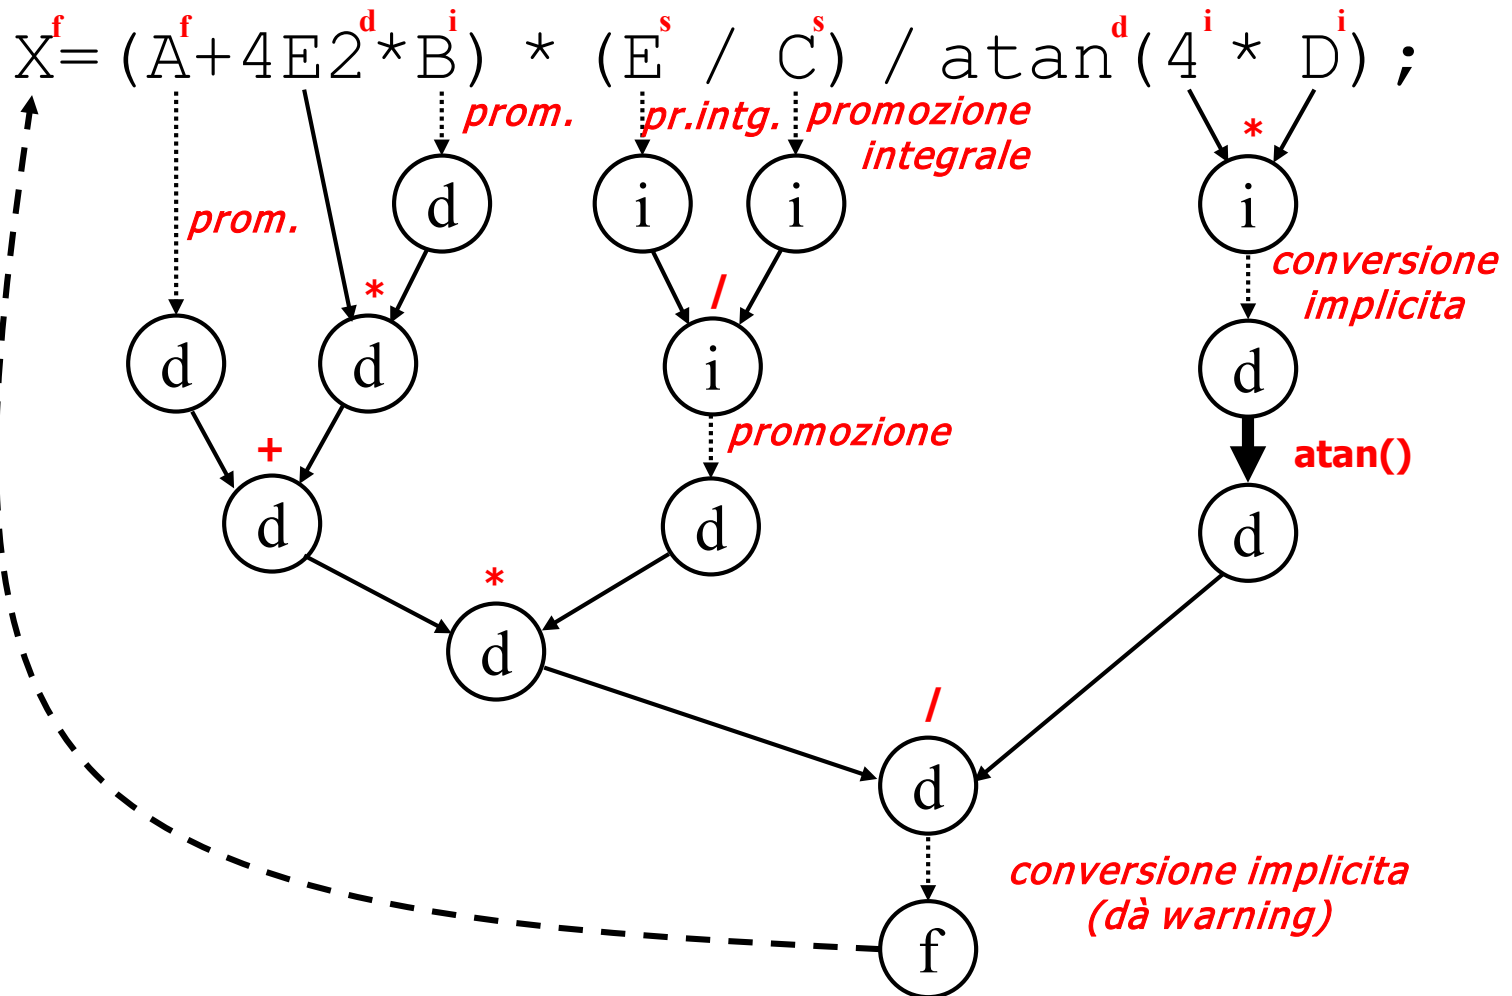 f f d i s s d i i
X=(A+4E2*B) * (E / C) / atan(4 * D);
prom. pr.intg. promozione
integrale
*
d i i i
prom.
conversione
implicita
* /
d d i d
promozione
+ atan()
d d d
*
d
/
d
conversione implicita
(dà warning)
f